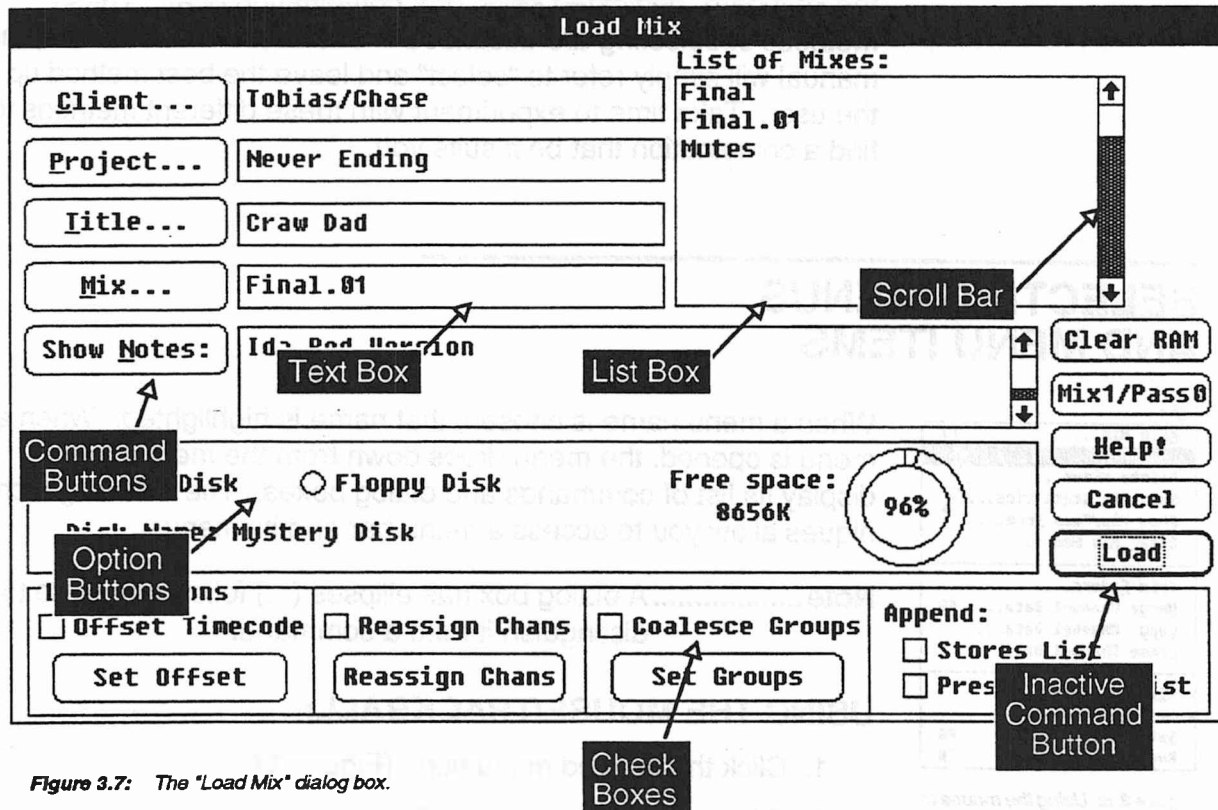 Load Mix
Client...
Tobias/Chase
List of Mixes:
Final
Final.01
Mutes
Project...
Never Ending
Title...
Craw Dad
Mix...
Final.01
Scroll Bar
Show Notes:
Text Box
List Box
Clear RAM
Mix1/Pass0
Command
Buttons
Disk
Floppy Disk
Free space:
8656K
96%
Help!
Cancel
Load
Mystery Disk
Option
Buttons
Offset Timecode
Reassign Chans
Coalesce Groups
Append:
Stores List
Set Offset
Reassign Chans
Set Groups
Inactive
Command
Button
Check
Boxes
Figure 3.7: The "Load Mix" dialog box.